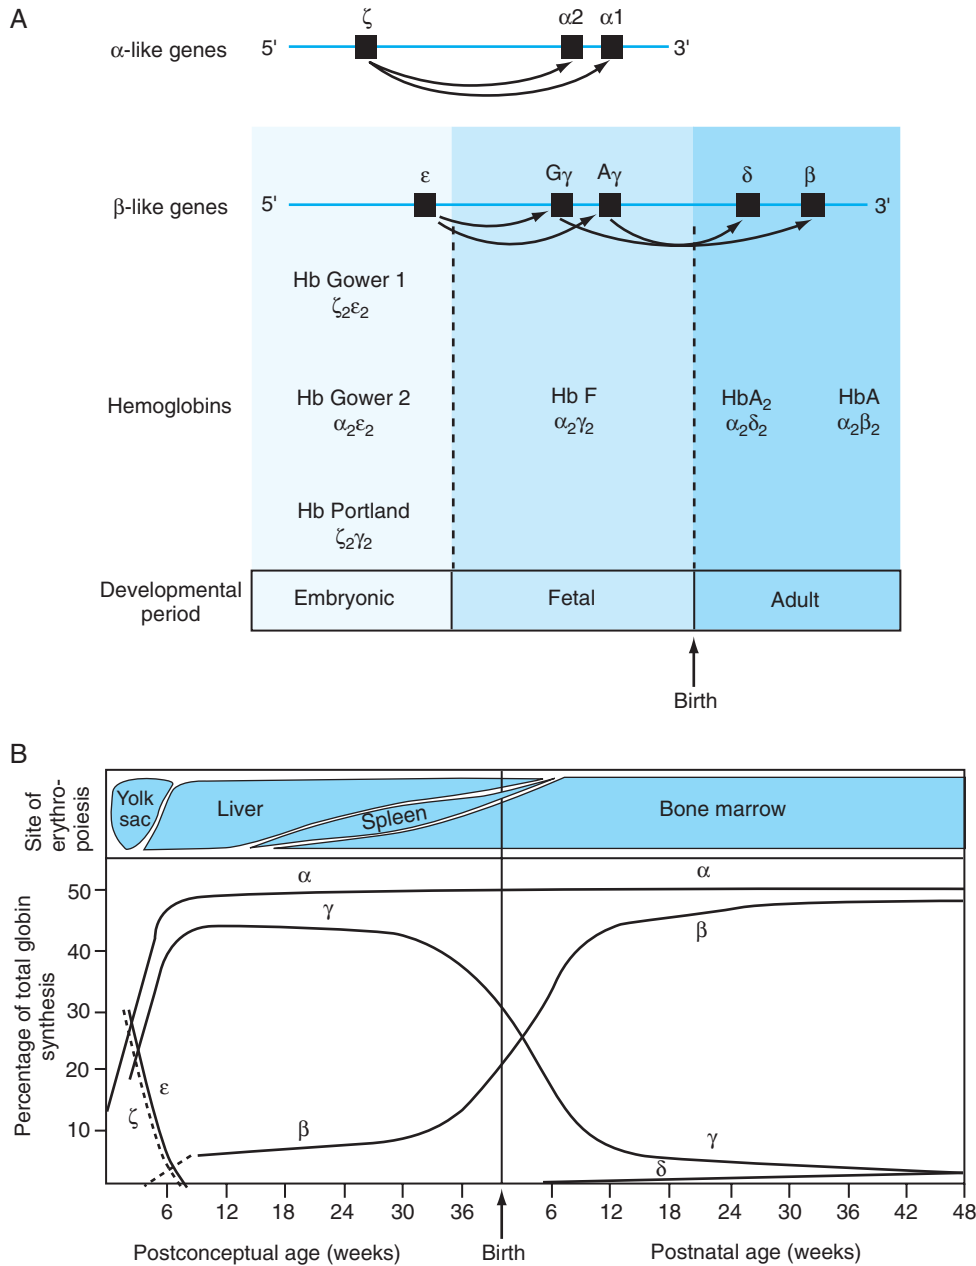 A
ζ α2 α1
α-like genes 5' 3'
ε Gγ Aγ δ β
β-like genes 5' 3'
Hb Gower 1
ζ2ε2
Hemoglobins Hb Gower 2 Hb F HbA2 HbA
α2ε2 α2γ2 α2δ2 α2β2
Hb Portland
ζ2γ2
Developmental
period
Embryonic Fetal Adult
Birth
B
Site of
erythro-
poiesis
Yolk
sac
Liver
Spleen
Bone marrow
Percentage of total globin
synthesis
50
40
30
20
10
α α
γ
β
ε
ζ
β
γ
δ
6 12 18 24 30 36 6 12 18 24 30 36 42 48
Postconceptual age (weeks) Birth Postnatal age (weeks)